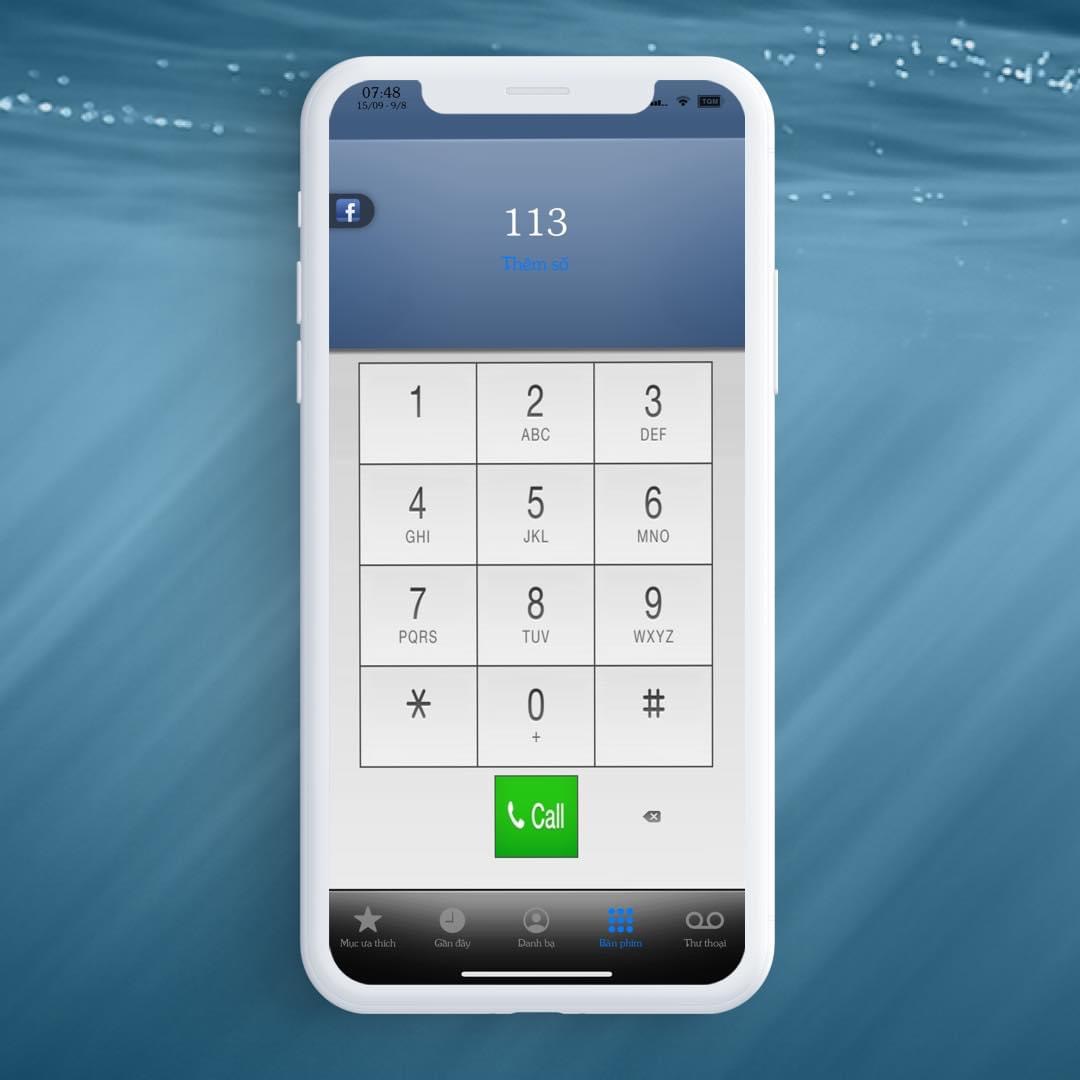 07:48
15/09 - 9/8
TQM
f
113
Thêm số
1
2
ABC
3
DEF
4
GHI
5
JKL
6
MNO
7
PQRS
8
TUV
9
WXYZ
*
0
+
#
Call
Mục ưa thích
Gần đây
Danh bạ
Bàn phím
Thư thoại